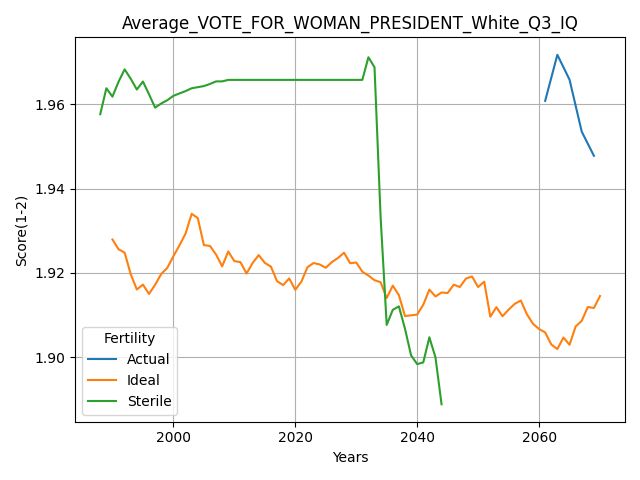 Average_VOTE_FOR_WOMAN_PRESIDENT_White_Q3_IQ
Score(1-2)
1.96
1.94
1.92
1.90
Fertility
Actual
Ideal
Sterile
2000
2020
2040
2060
Years